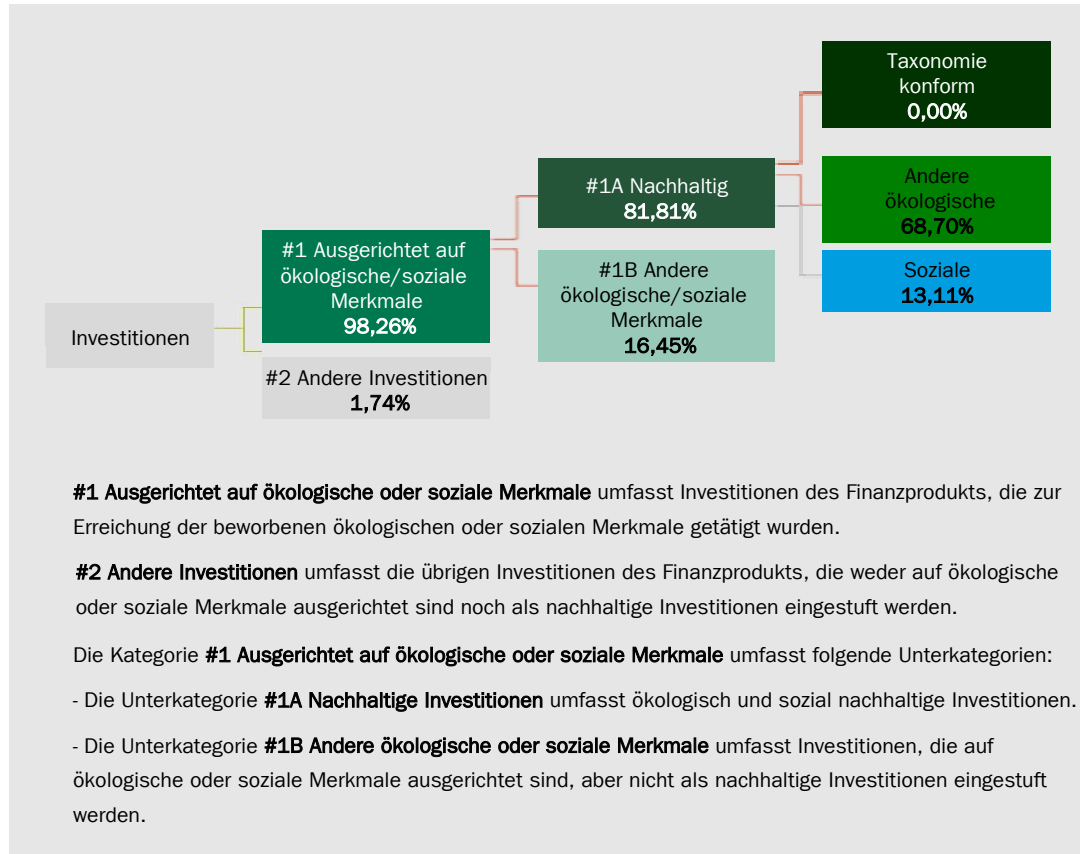 Taxonomie
konform
0,00%
#1A Nachhaltig
81,81%
Andere
ökologische
68,70%
#1 Ausgerichtet auf
ökologische/soziale
Merkmale
98,26%
#1B Andere
ökologische/soziale
Merkmale
16,45%
Soziale
13,11%
Investitionen
#2 Andere Investitionen
1,74%
#1 Ausgerichtet auf ökologische oder soziale Merkmale umfasst Investitionen des Finanzprodukts, die zur
Erreichung der beworbenen ökologischen oder sozialen Merkmale getätigt wurden.
#2 Andere Investitionen umfasst die übrigen Investitionen des Finanzprodukts, die weder auf ökologische
oder soziale Merkmale ausgerichtet sind noch als nachhaltige Investitionen eingestuft werden.
Die Kategorie #1 Ausgerichtet auf ökologische oder soziale Merkmale umfasst folgende Unterkategorien:
- Die Unterkategorie #1A Nachhaltige Investitionen umfasst ökologisch und sozial nachhaltige Investitionen.
- Die Unterkategorie #1B Andere ökologische oder soziale Merkmale umfasst Investitionen, die auf
ökologische oder soziale Merkmale ausgerichtet sind, aber nicht als nachhaltige Investitionen eingestuft
werden.